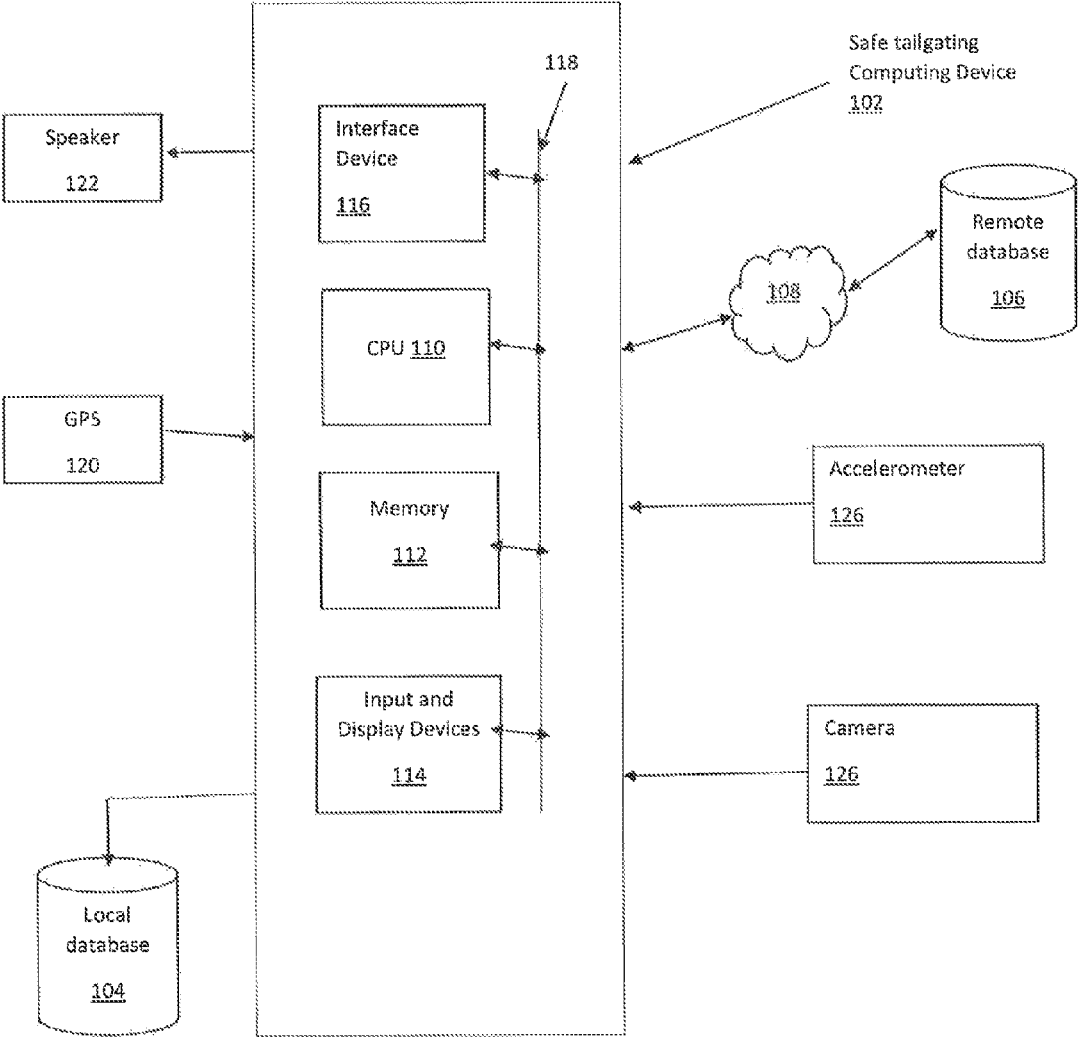 118
Safe tailgating
Computing Device
102
Speaker
122
Interface
Device
116
Remote
database
106
108
CPU 110
GPS
120
Accelerometer
126
Memory
112
Input and
Display Devices
114
Camera
126
Local
database
104